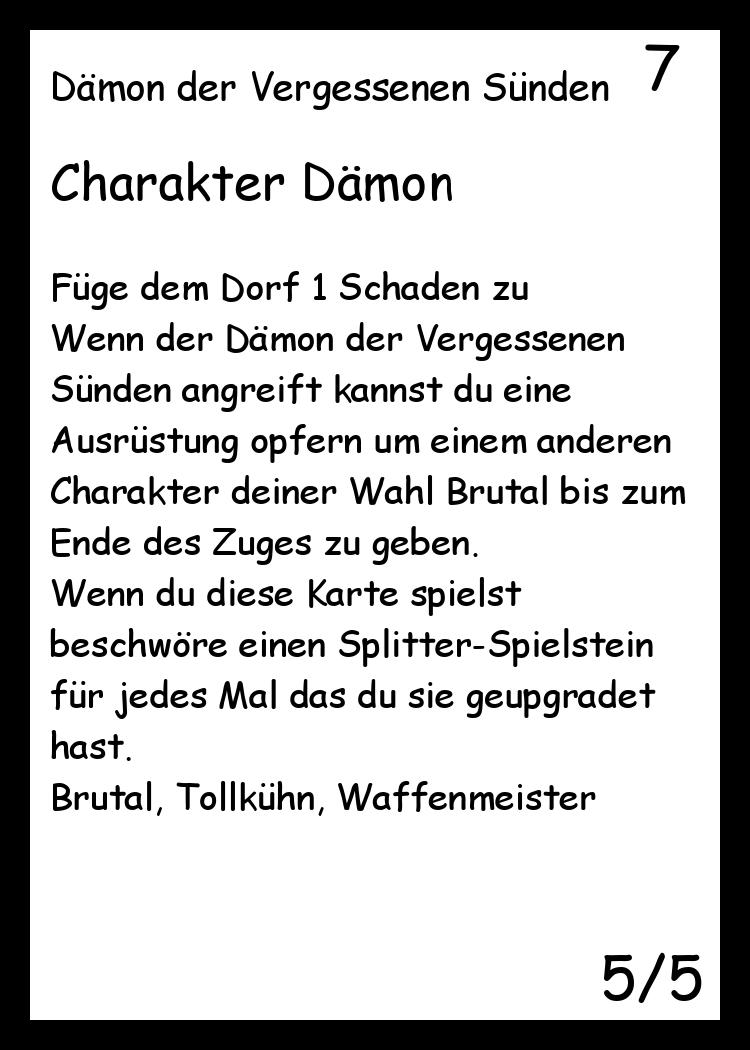 7
Dämon der Vergessenen Sünden
Charakter Dämon
Füge dem Dorf 1 Schaden zu
Wenn der Dämon der Vergessenen
Sünden angreift kannst du eine
Ausrüstung opfern um einem anderen
Charakter deiner Wahl Brutal bis zum
Ende des Zuges zu geben.
Wenn du diese Karte spielst
beschwöre einen Splitter-Spielstein
für jedes Mal das du sie geupgradet
hast.
Brutal, Tollkühn, Waffenmeister
5/5